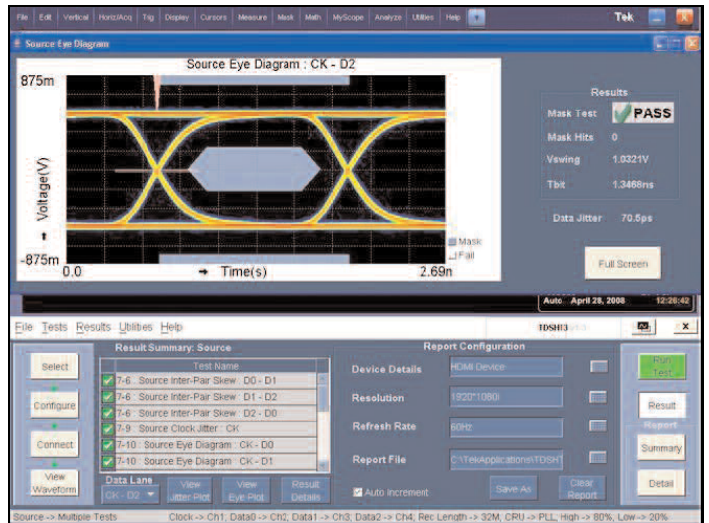 File Edit Vertical Horiz/Acq Trig Display Cursors Measure Mask Math MyScope Analyze Utilities Help Tek
Source Eye Diagram
Source Eye Diagram : CK - D2
875m
Voltage(V)
-875m
0.0
Time(s)
2.69n
Mask
Fail
Results
Mask Test PASS
Mask Hits 0
Vswing 1.0321V
Tbit 1.3468ns
Data Jitter 70.5ps
Full Screen
Auto April 28, 2008 12:26:42
File Tests Results Utilities Help TDSHT3 x
Select
Configure
Connect
View Waveform
Result Summary: Source
Test Name
7-6 : Source Inter-Pair Skew : D0 - D1
7-6 : Source Inter-Pair Skew : D1 - D2
7-6 : Source Inter-Pair Skew : D2 - D0
7-9 : Source Clock Jitter : CK
7-10 : Source Eye Diagram : CK - D0
7-10 : Source Eye Diagram : CK - D1
Data Lane
CK - D2
View Jitter Plot
View Eye Plot
Result Details
Report Configuration
Device Details HDMI Device
Resolution 1920*1080i
Refresh Rate 60Hz
Report File C:\TekApplications\TDSHT
Auto Increment
Save As
Clear Report
Run Test
Result
Report
Summary
Detail
Source -> Multiple Tests Clock -> Ch1, Data0 -> Ch2, Data1 -> Ch3, Data2 -> Ch4, Rec Length -> 32M, CRU -> PLL, High -> 80%, Low -> 20%